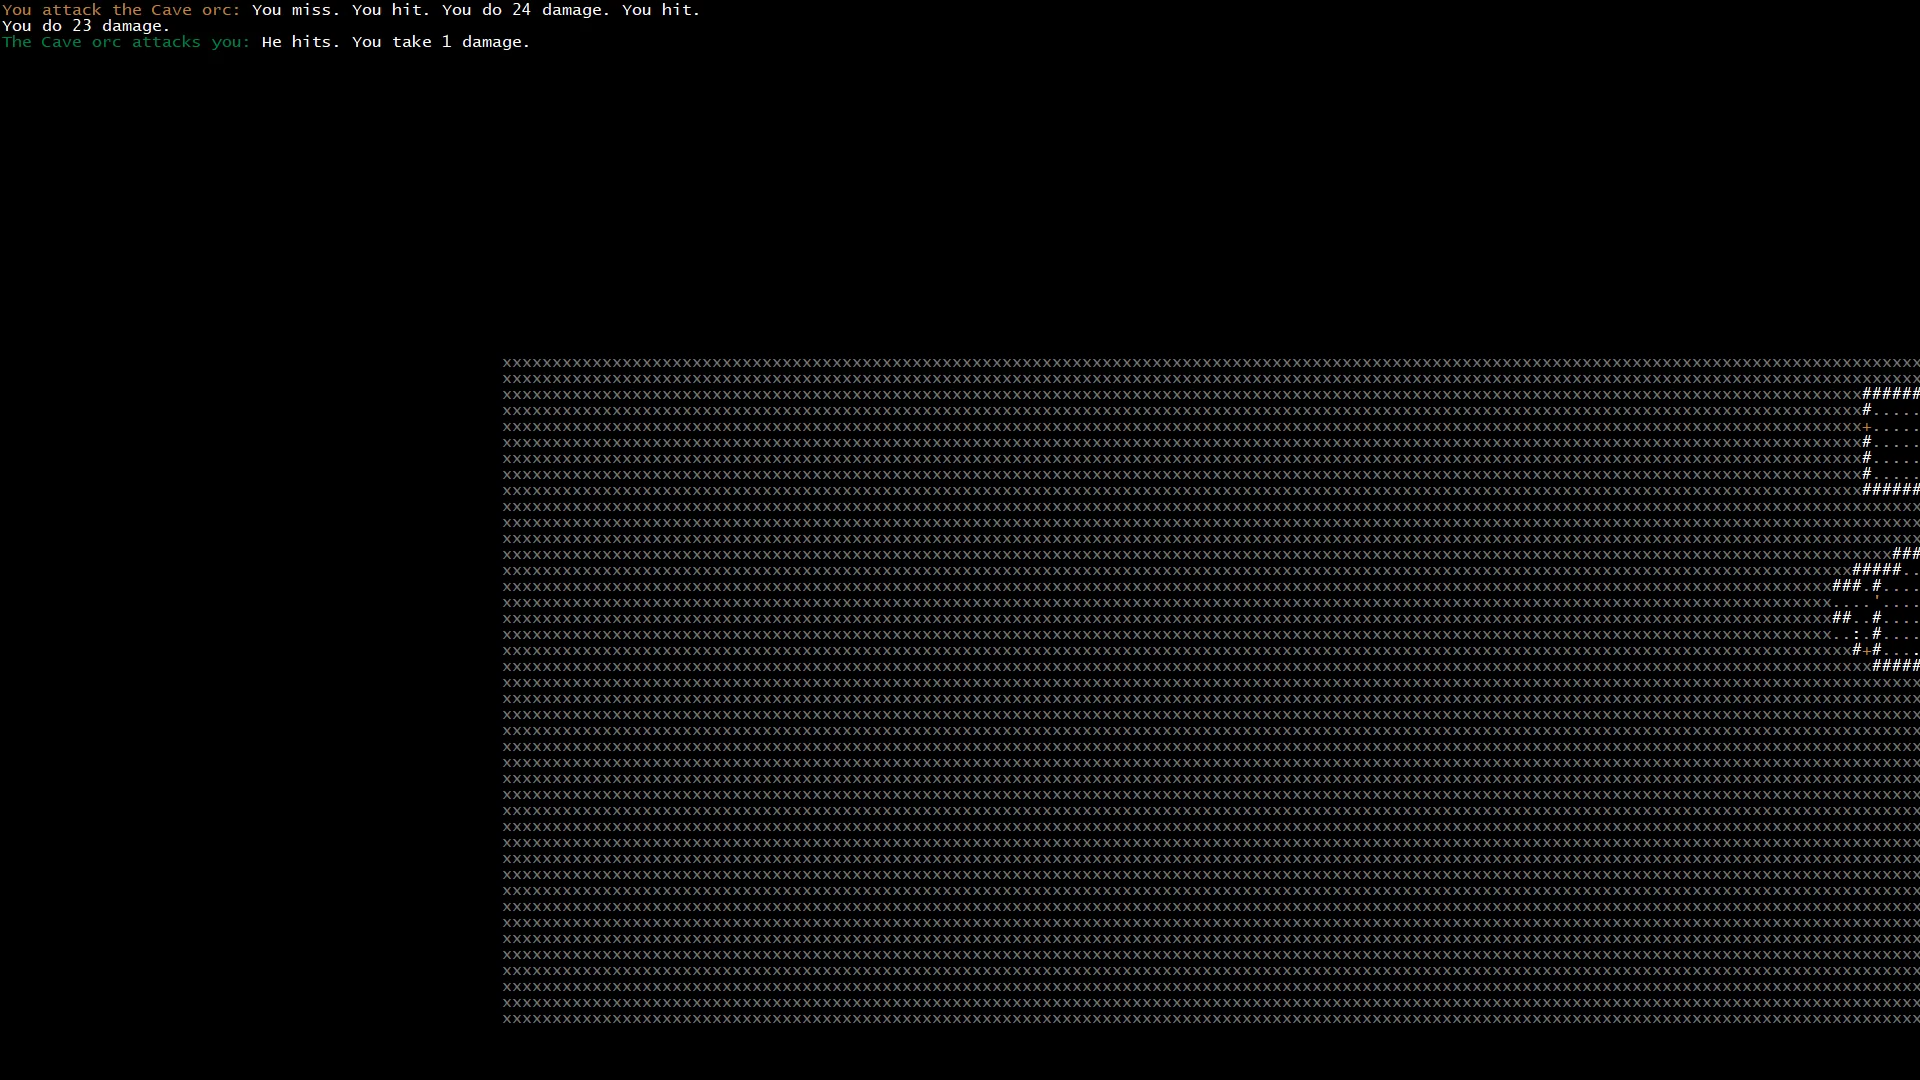 You attack the Cave orc: You miss. You hit. You do 24 damage. You hit.
You do 23 damage.
The Cave orc attacks you: He hits. You take 1 damage.